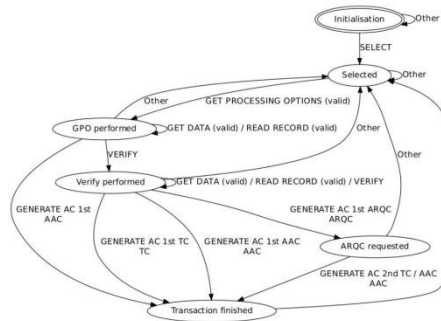 Initialisation
Other
SELECT
Selected
Other
Other
GET PROCESSING OPTIONS (valid)
GPO performed
GET DATA (valid) / READ RECORD (valid)
VERIFY
Other
Other
Verify performed
GET DATA (valid) / READ RECORD (valid) / VERIFY
GENERATE AC 1st
AAC
GENERATE AC 1st TC
TC
GENERATE AC 1st AAC
AAC
GENERATE AC 1st ARQC
ARQC
ARQC requested
GENERATE AC 2nd TC / AAC
AAC
Transaction finished